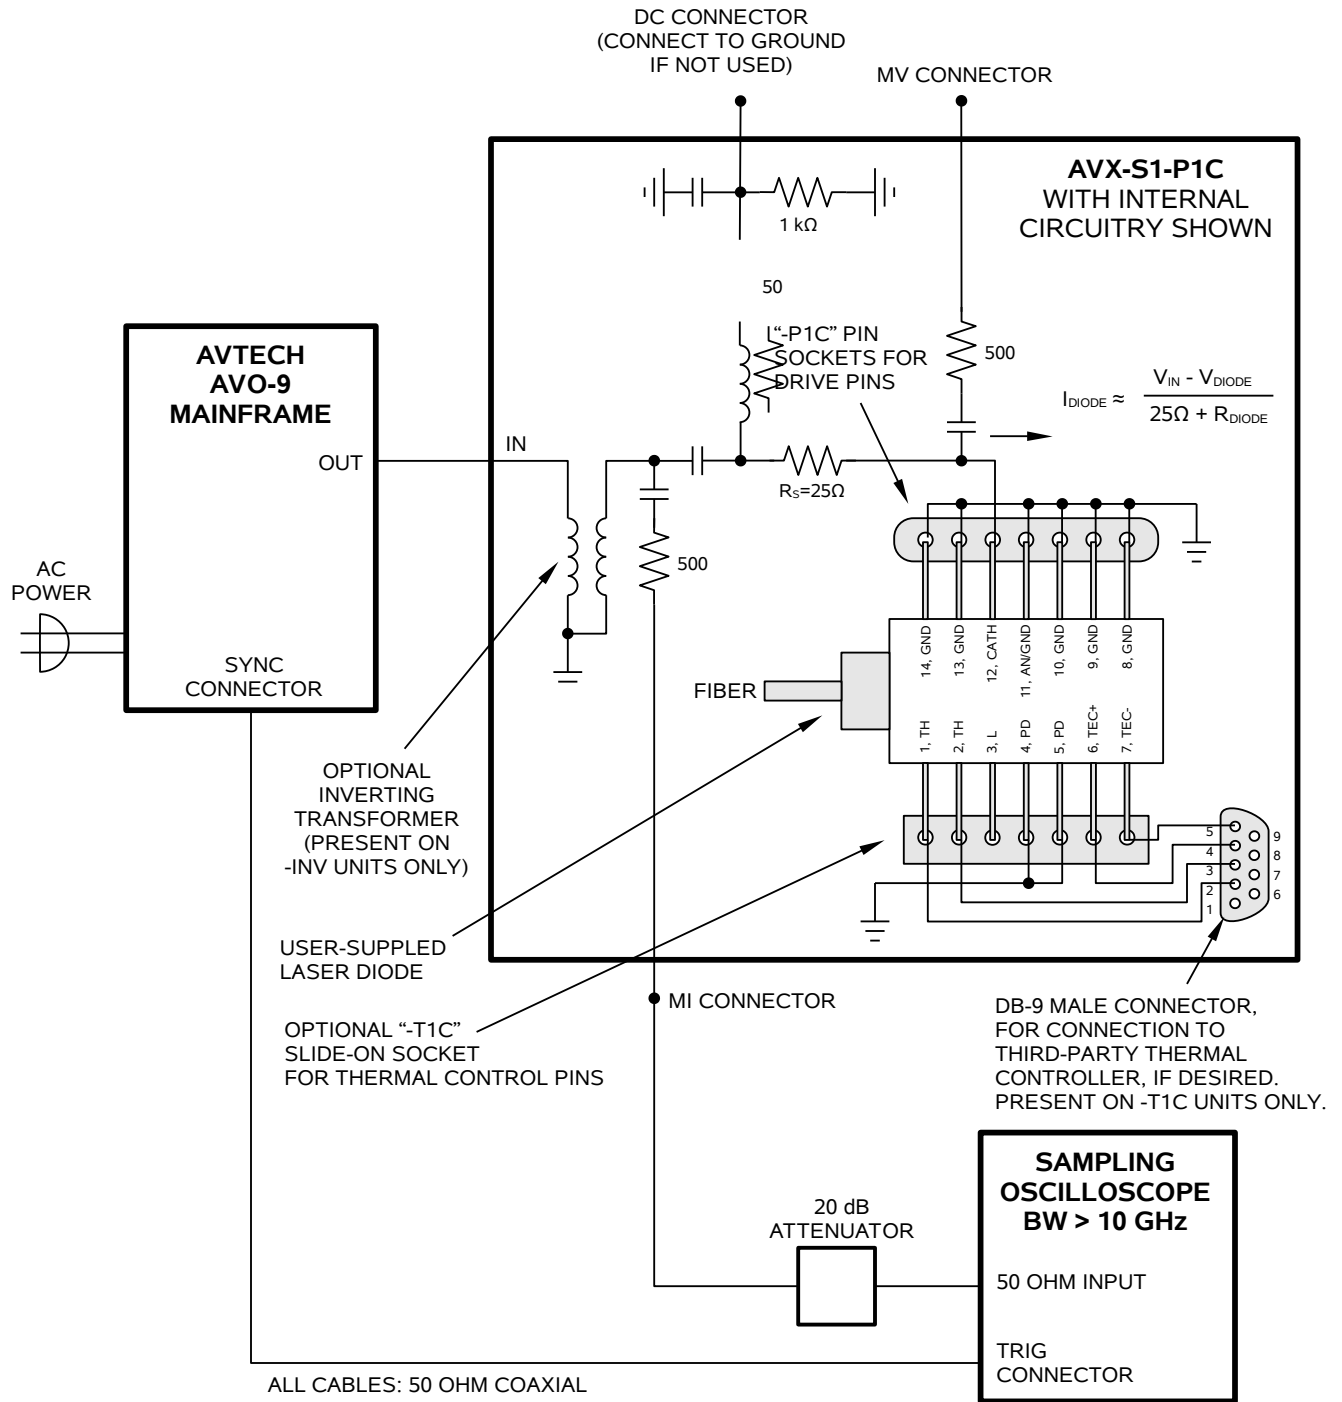 DC CONNECTOR
(CONNECT TO GROUND
IF NOT USED)
MV CONNECTOR
AVX-S1-P1C
WITH INTERNAL
CIRCUITRY SHOWN
1 kΩ
50
"-P1C" PIN
SOCKETS FOR
DRIVE PINS
500
I_DIODE ≈
V_IN - V_DIODE
25Ω + R_DIODE
AVTECH
AVO-9
MAINFRAME
OUT
IN
R_S=25Ω
500
AC
POWER
SYNC
CONNECTOR
FIBER
14, GND
13, GND
12, CATH
11, AN/GND
10, GND
9, GND
8, GND
1, TH
2, TH
3, L
4, PD
5, PD
6, TEC+
7, TEC-
OPTIONAL
INVERTING
TRANSFORMER
(PRESENT ON
-INV UNITS ONLY)
5
4
3
2
1
9
8
7
6
USER-SUPPLED
LASER DIODE
MI CONNECTOR
OPTIONAL "-T1C"
SLIDE-ON SOCKET
FOR THERMAL CONTROL PINS
DB-9 MALE CONNECTOR,
FOR CONNECTION TO
THIRD-PARTY THERMAL
CONTROLLER, IF DESIRED.
PRESENT ON -T1C UNITS ONLY.
SAMPLING
OSCILLOSCOPE
BW > 10 GHz
20 dB
ATTENUATOR
50 OHM INPUT
TRIG
CONNECTOR
ALL CABLES: 50 OHM COAXIAL